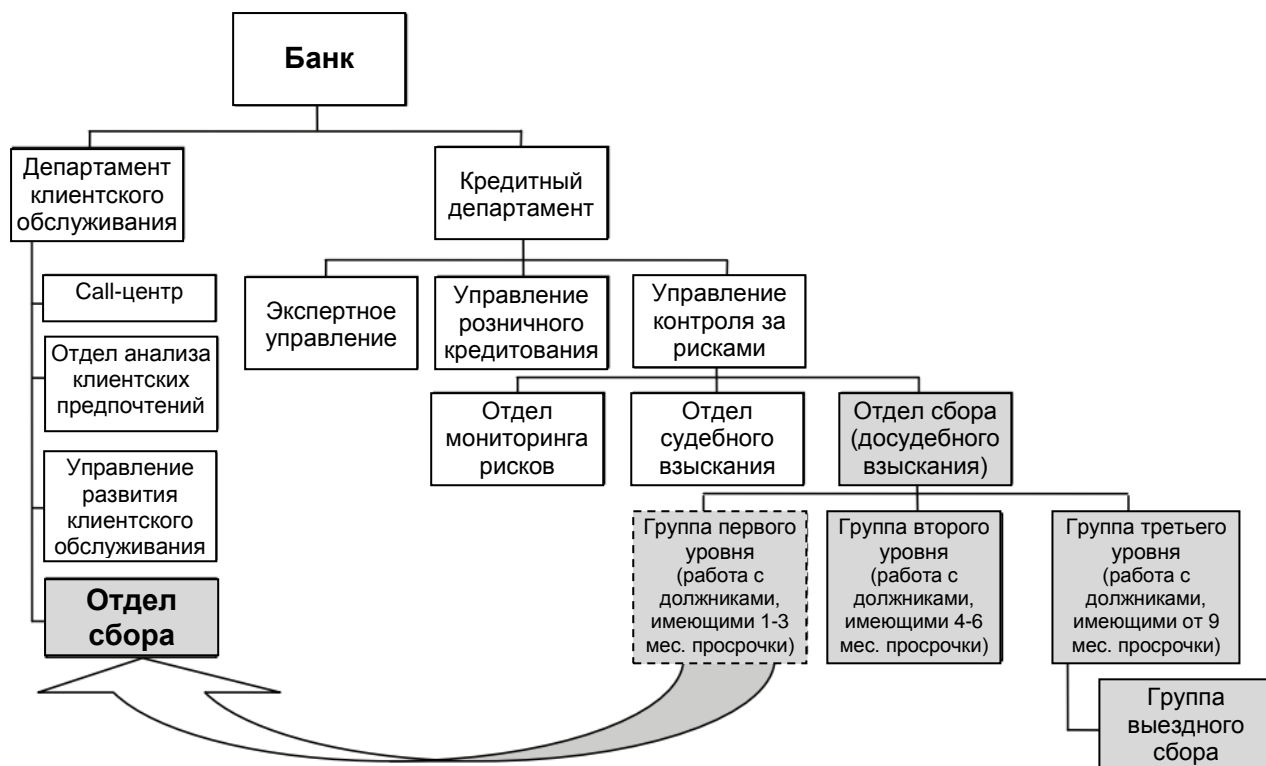 Банк
Департамент
клиентского
обслуживания
Кредитный
департамент
Call-центр
Отдел анализа
клиентских
предпочтений
Управление
развития
клиентского
обслуживания
Отдел
сбора
Экспертное
управление
Управление
розничного
кредитования
Управление
контроля за
рисками
Отдел
мониторинга
рисков
Отдел
судебного
взыскания
Отдел сбора
(досудебного
взыскания)
Группа первого
уровня
(работа с
должниками,
имеющими 1-3
мес. просрочки)
Группа второго
уровня
(работа с
должниками,
имеющими 4-6
мес. просрочки)
Группа третьего
уровня
(работа с
должниками,
имеющими от 9
мес. просрочки)
Группа
выездного
сбора